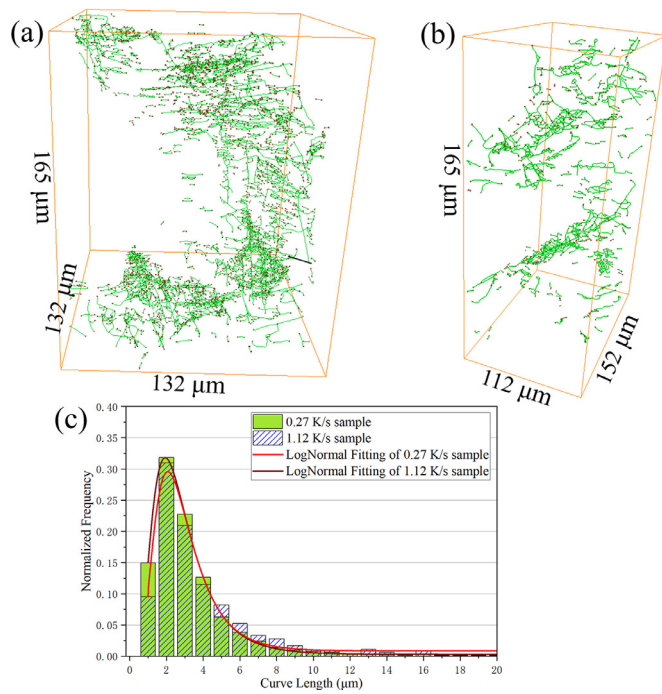 (a)
(b)
165 μm
132 μm
132 μm
165 μm
112 μm
152 μm
(c)
0.27 K/s sample
1.12 K/s sample
LogNormal Fitting of 0.27 K/s sample
LogNormal Fitting of 1.12 K/s sample
Normalized Frequency
0.40
0.35
0.30
0.25
0.20
0.15
0.10
0.05
0.00
0 2 4 6 8 10 12 14 16 18 20
Curve Length (μm)